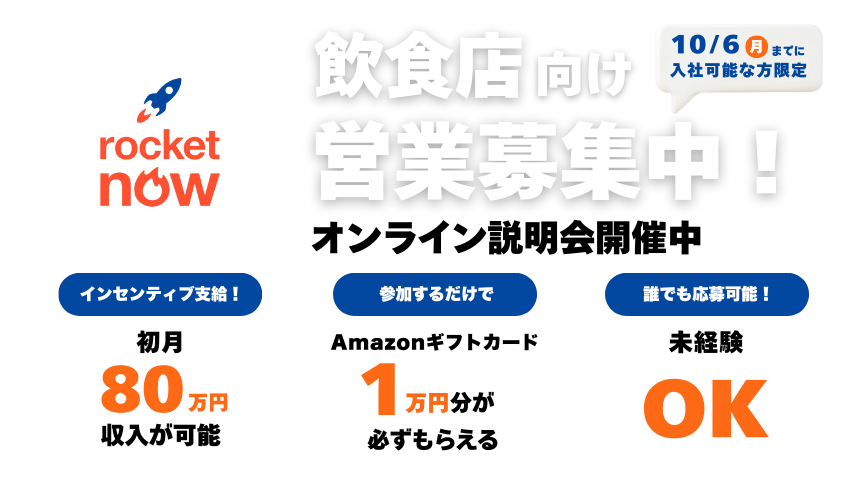 rocket
now
飲食店向け
営業募集中！
10/6月までに
入社可能な方限定
オンライン説明会開催中
インセンティブ支給！
初月
80万円
収入が可能
参加するだけで
Amazonギフトカード
1万円分が
必ずもらえる
誰でも応募可能！
未経験
OK